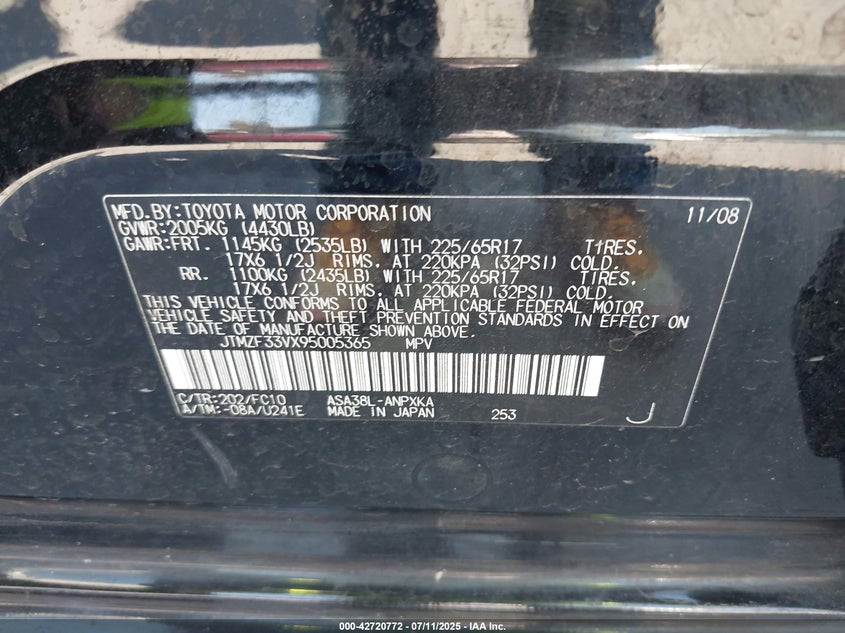 MFD.BY:TOYOTA MOTOR CORPORATION 11/08
GVWR:2005KG (4430LB)
GAWR:FRT. 1145KG (2535LB) WITH 225/65R17 TIRES,
17X6 1/2J RIMS, AT 220KPA (32PSI) COLD.
RR. 1100KG (2435LB) WITH 225/65R17 TIRES,
17X6 1/2J RIMS, AT 220KPA (32PSI) COLD.
THIS VEHICLE CONFORMS TO ALL APPLICABLE FEDERAL MOTOR
VEHICLE SAFETY AND THEFT PREVENTION STANDARDS IN EFFECT ON
THE DATE OF MANUFACTURE SHOWN ABOVE.
JTMZF33VX95005365 MPV
C/TR:202/FC10 ASA38L-ANPXKA
A/TM:-08A/U241E MADE IN JAPAN 253 J
000-42720772 - 07/11/2025 - IAA Inc.